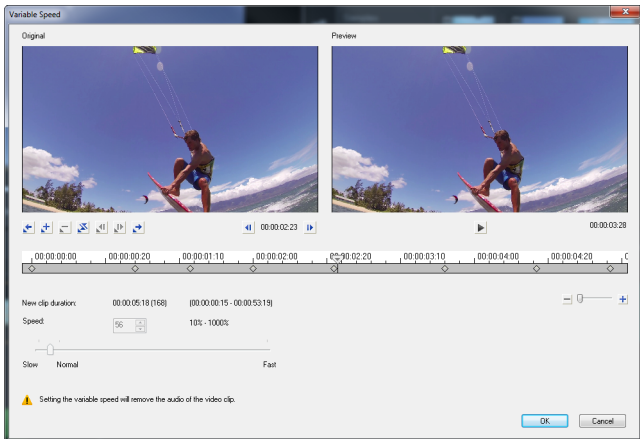 Variable Speed
Original
Preview
00:00:02:23
00:00:03:28
00:00:00:00 00:00:00:20 00:00:01:10 00:00:02:00 00:00:02:20 00:00:03:10 00:00:04:00 00:00:04:20
New clip duration: 00:00:05:18 (168) (00:00:00:15 - 00:00:53:19)
Speed: 56 10% - 1000%
Slow Normal Fast
Setting the variable speed will remove the audio of the video clip.
OK Cancel